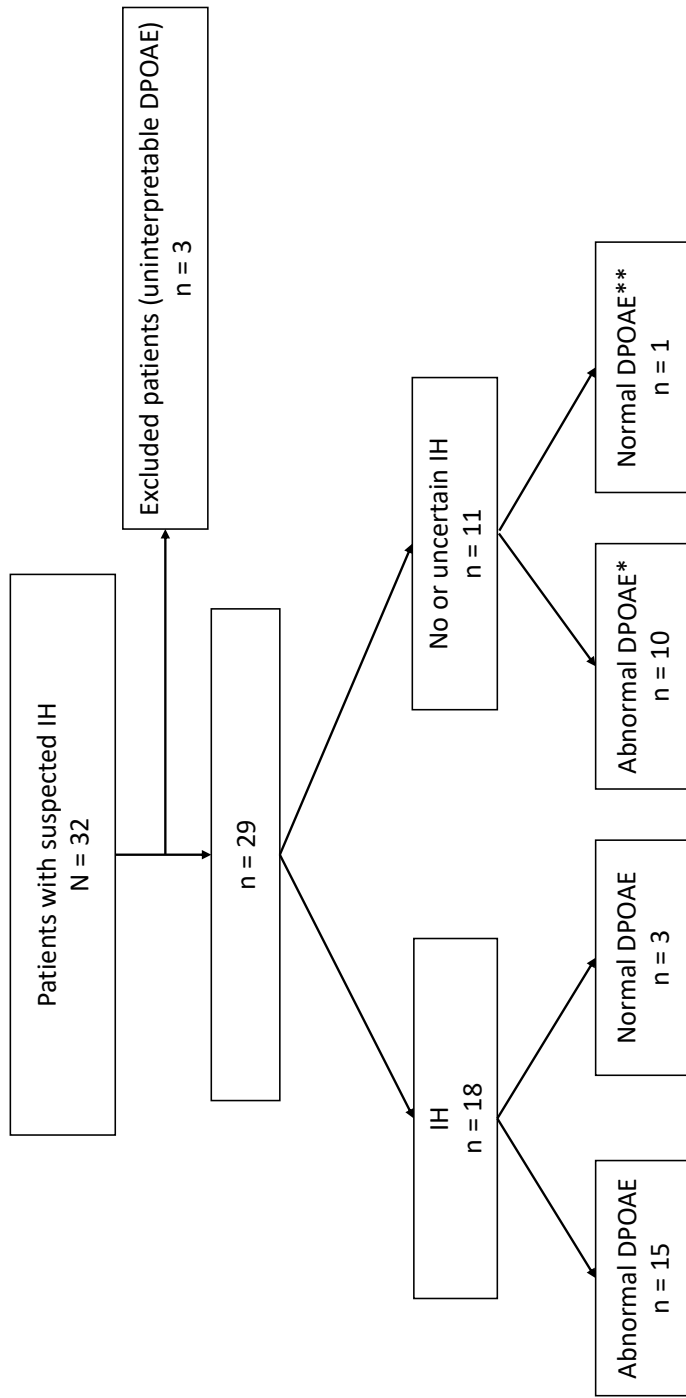 Patients with suspected IH
N = 32
Excluded patients (uninterpretable DPOAE)
n = 3
n = 29
IH
n = 18
No or uncertain IH
n = 11
Abnormal DPOAE
n = 15
Normal DPOAE
n = 3
Abnormal DPOAE*
n = 10
Normal DPOAE**
n = 1